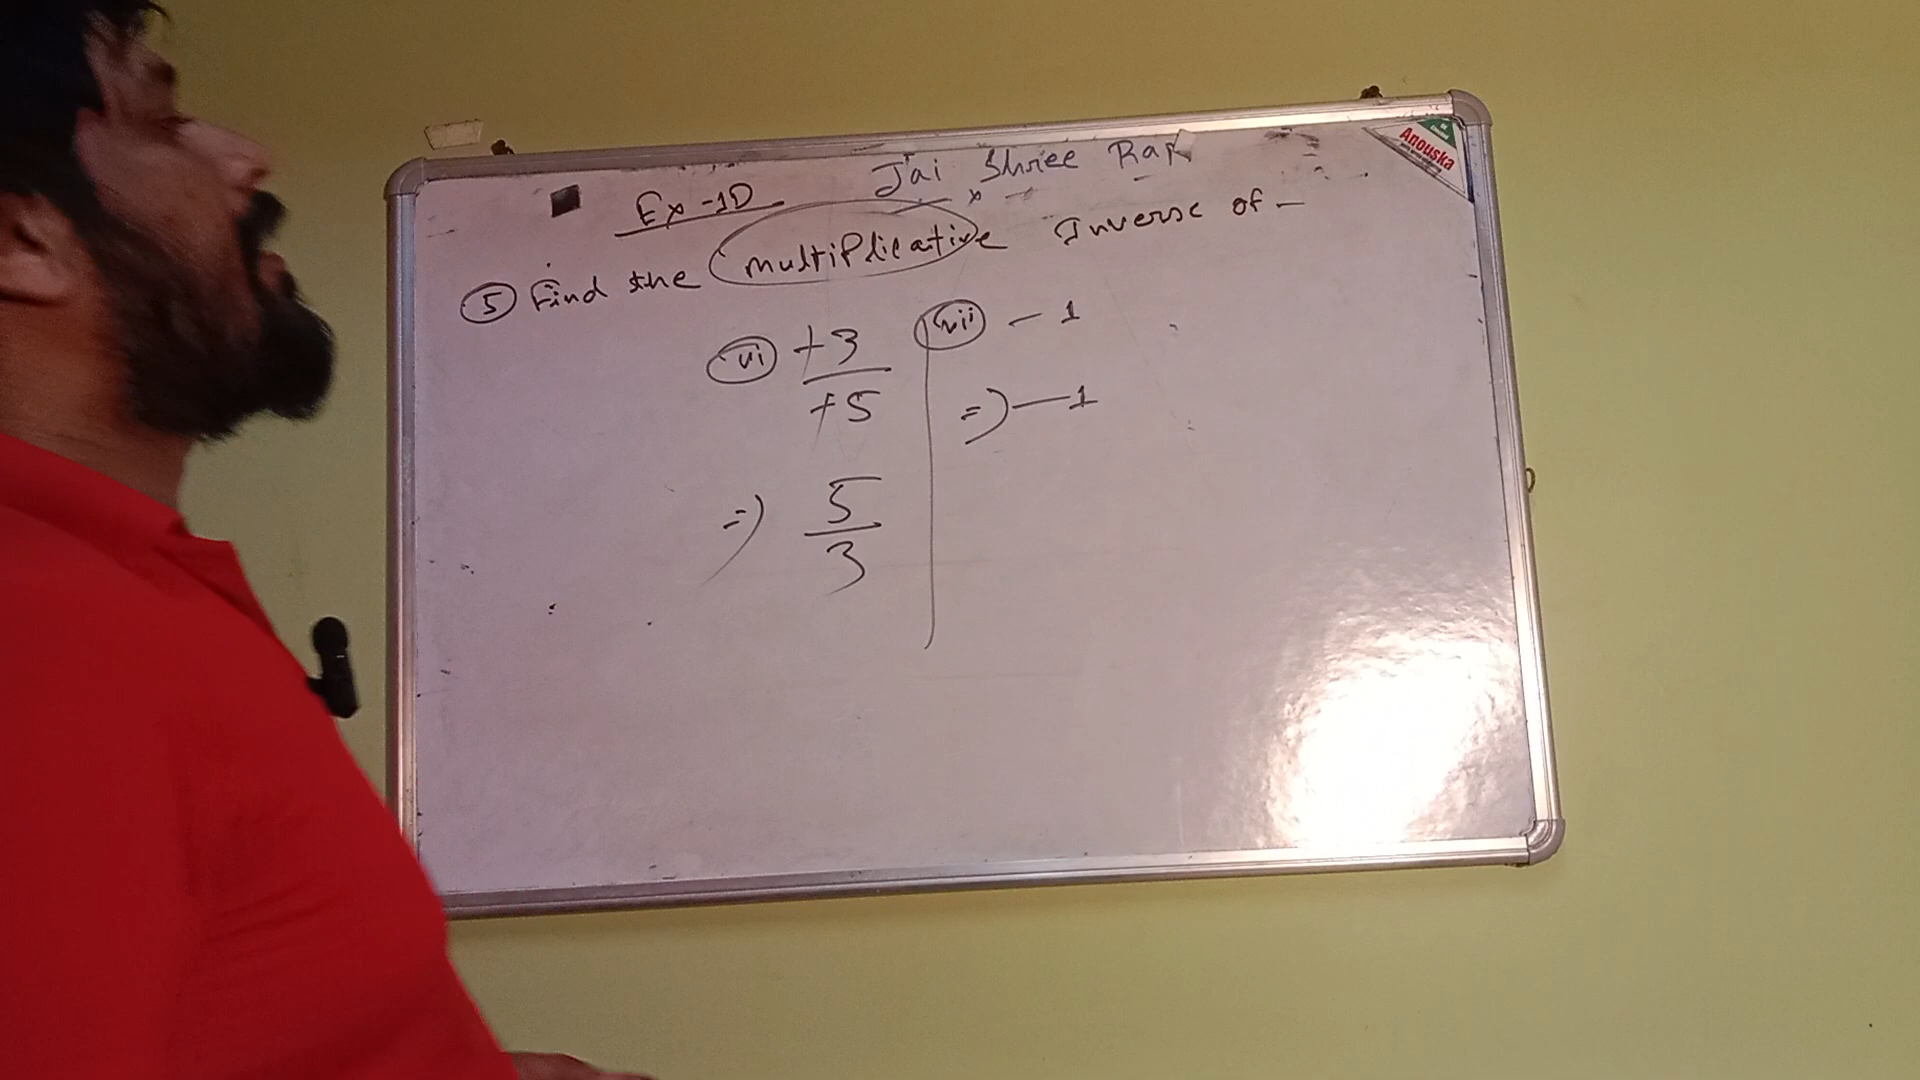 Jai Shree Ram
Ex-1D
⑤ Find the multiplicative Inverse of -
(vi) +3/+5
(vii) -1
=) 5/3
=) -1
Anouska